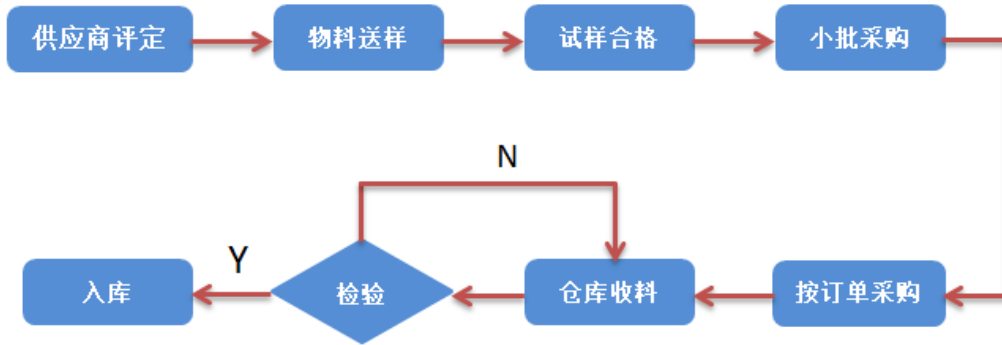 供应商评定
物料送样
试样合格
小批采购
N
Y
入库
检验
仓库收料
按订单采购